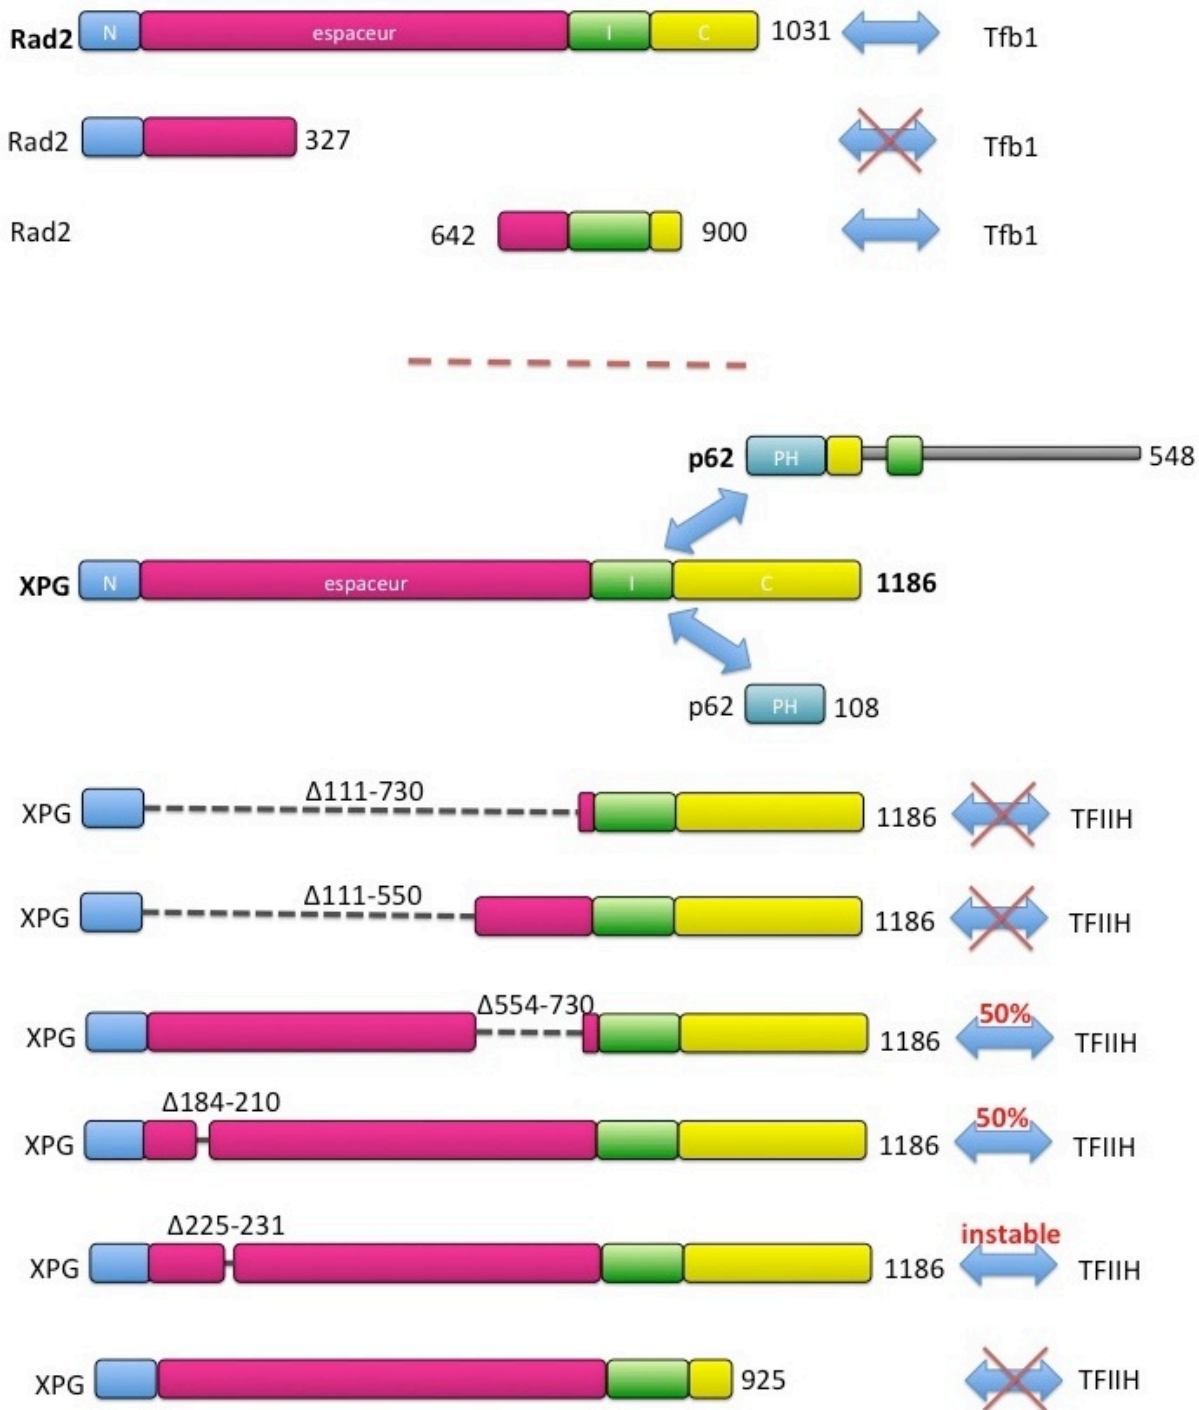 Rad2 N espaceur I C 1031 Tfb1
Rad2 327 Tfb1
Rad2 642 900 Tfb1
p62 PH 548
XPG N espaceur I C 1186
p62 PH 108
Δ111-730
XPG 1186 TFIIH
Δ111-550
XPG 1186 TFIIH
Δ554-730 50%
XPG 1186 TFIIH
Δ184-210 50%
XPG 1186 TFIIH
Δ225-231 instable
XPG 1186 TFIIH
XPG 925 TFIIH